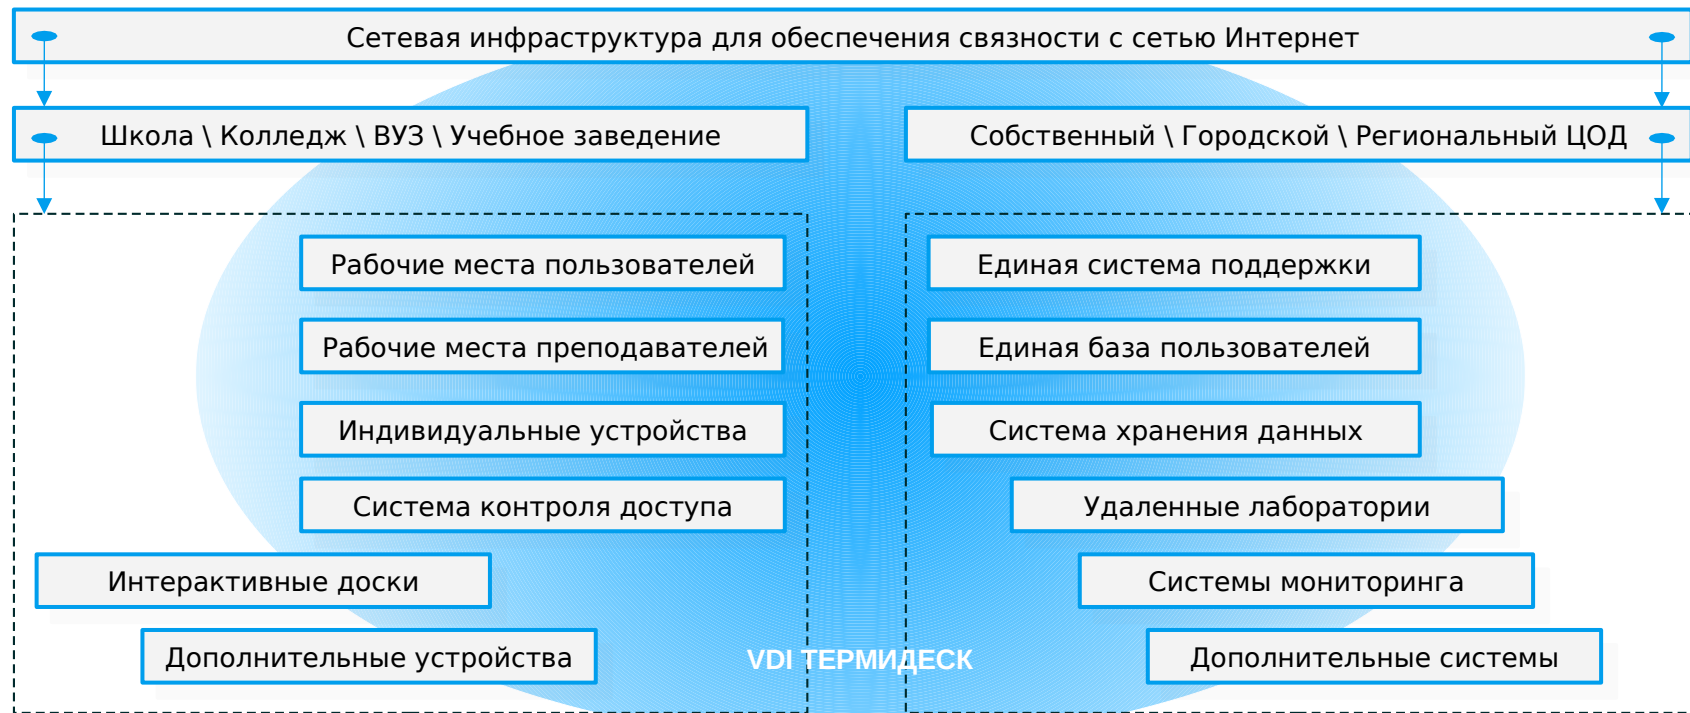 Сетевая инфраструктура для обеспечения связности с сетью Интернет
Школа \ Колледж \ ВУЗ \ Учебное заведение
Собственный \ Городской \ Региональный ЦОД
Рабочие места пользователей
Единая система поддержки
Рабочие места преподавателей
Единая база пользователей
Индивидуальные устройства
Система хранения данных
Система контроля доступа
Удаленные лаборатории
Интерактивные доски
Системы мониторинга
Дополнительные устройства
VDI ТЕРМИДЕСК
Дополнительные системы